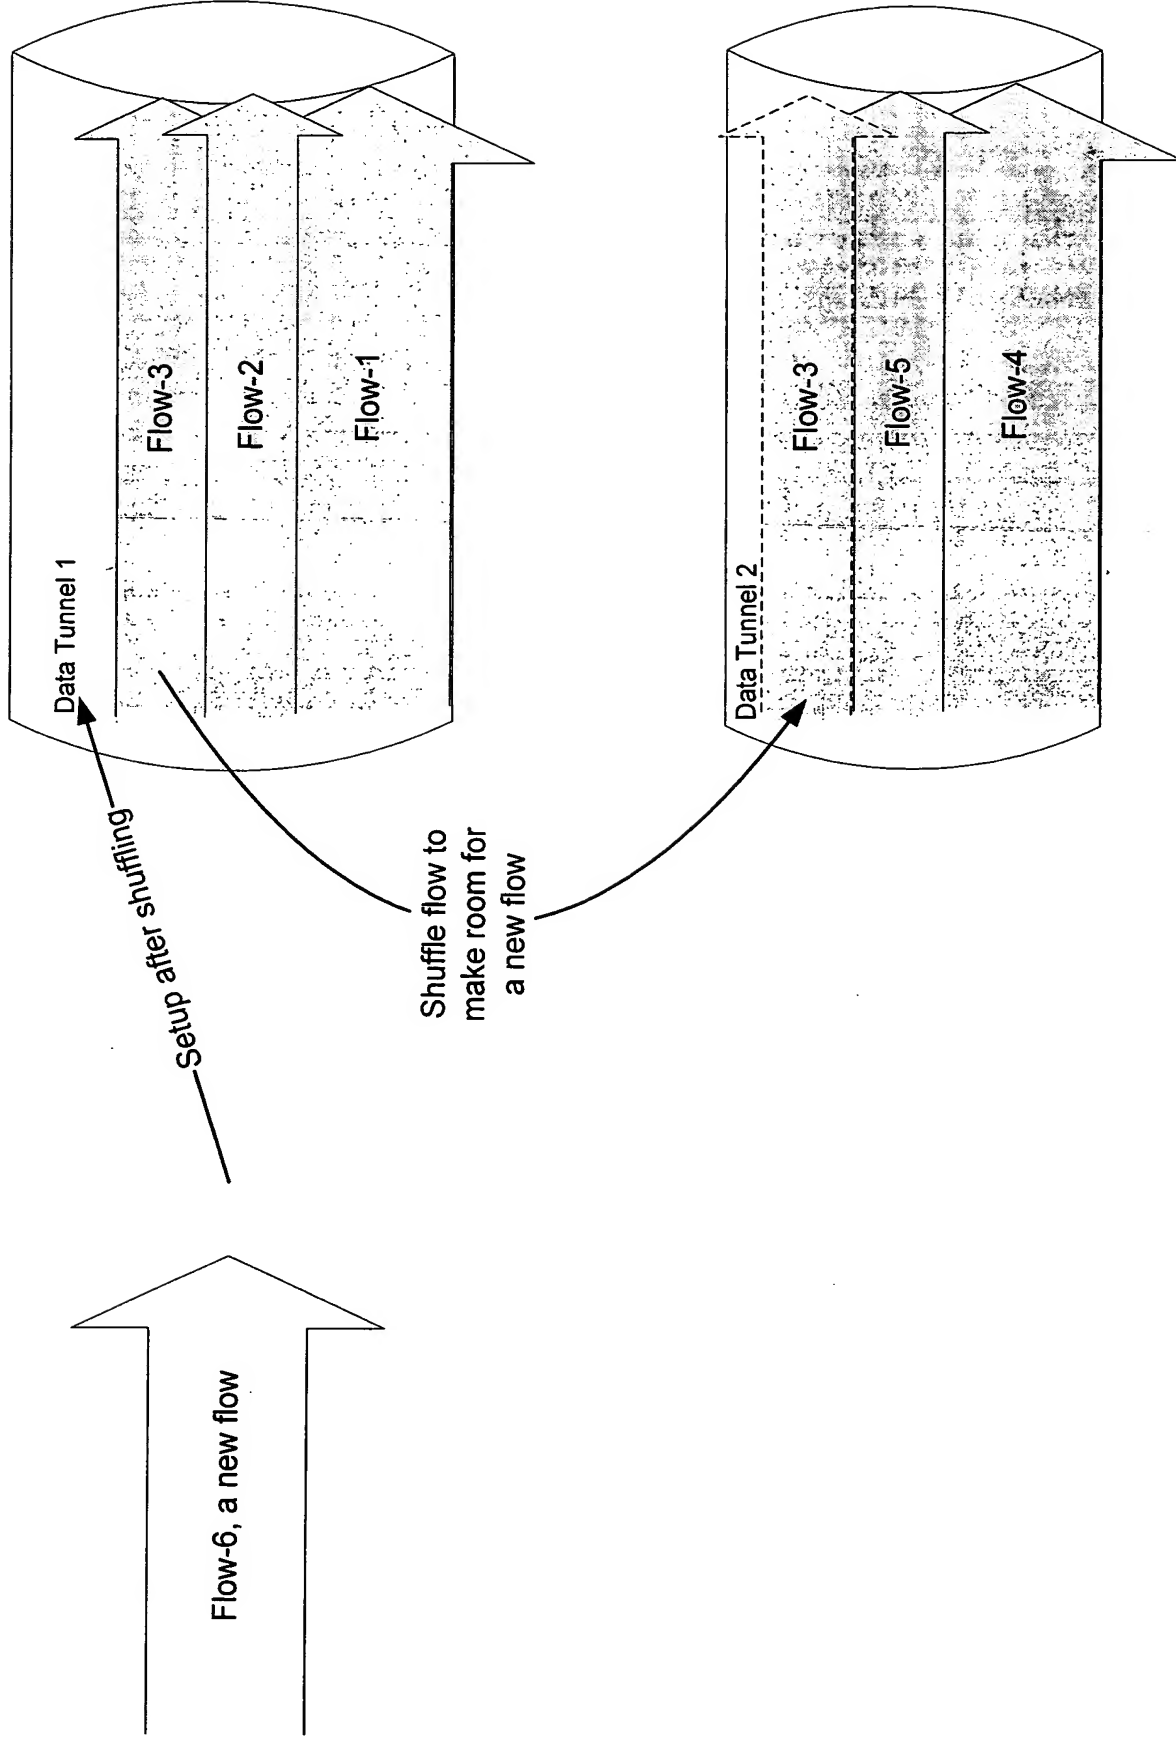 Data Tunnel 1
Flow-3
Flow-2
Flow-1
Setup after shuffling
Flow-6, a new flow
Shuffle flow to
make room for
a new flow
Data Tunnel 2
Flow-3
Flow-5
Flow-4